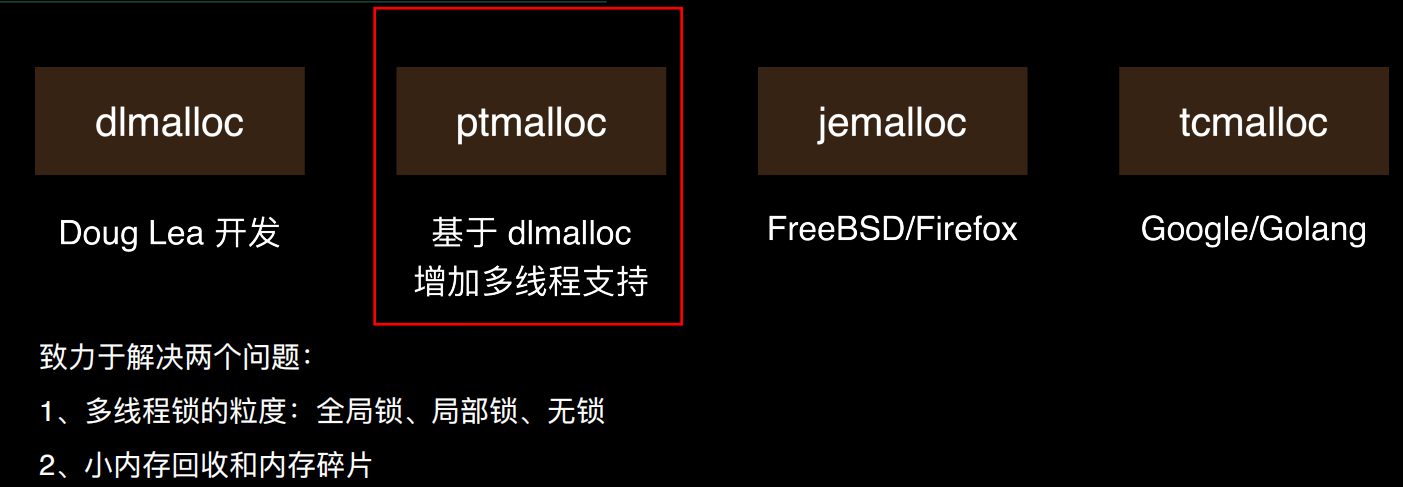 dlmalloc
ptmalloc
jemalloc
tcmalloc
Doug Lea 开发
基于 dlmalloc
增加多线程支持
FreeBSD/Firefox
Google/Golang
致力于解决两个问题：
1、多线程锁的粒度：全局锁、局部锁、无锁
2、小内存回收和内存碎片